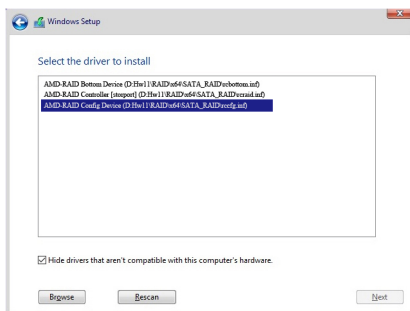 Windows Setup
Select the driver to install
AMD-RAID Bottom Device (D:Hw11\RAID\x64\SATA_RAID\rcbottom.inf)
AMD-RAID Controller [storport] (D:Hw11\RAID\x64\SATA_RAID\rcraid.inf)
AMD-RAID Config Device (D:Hw11\RAID\x64\SATA_RAID\rccfg.inf)
Hide drivers that aren't compatible with this computer's hardware.
Browse
Rescan
Next